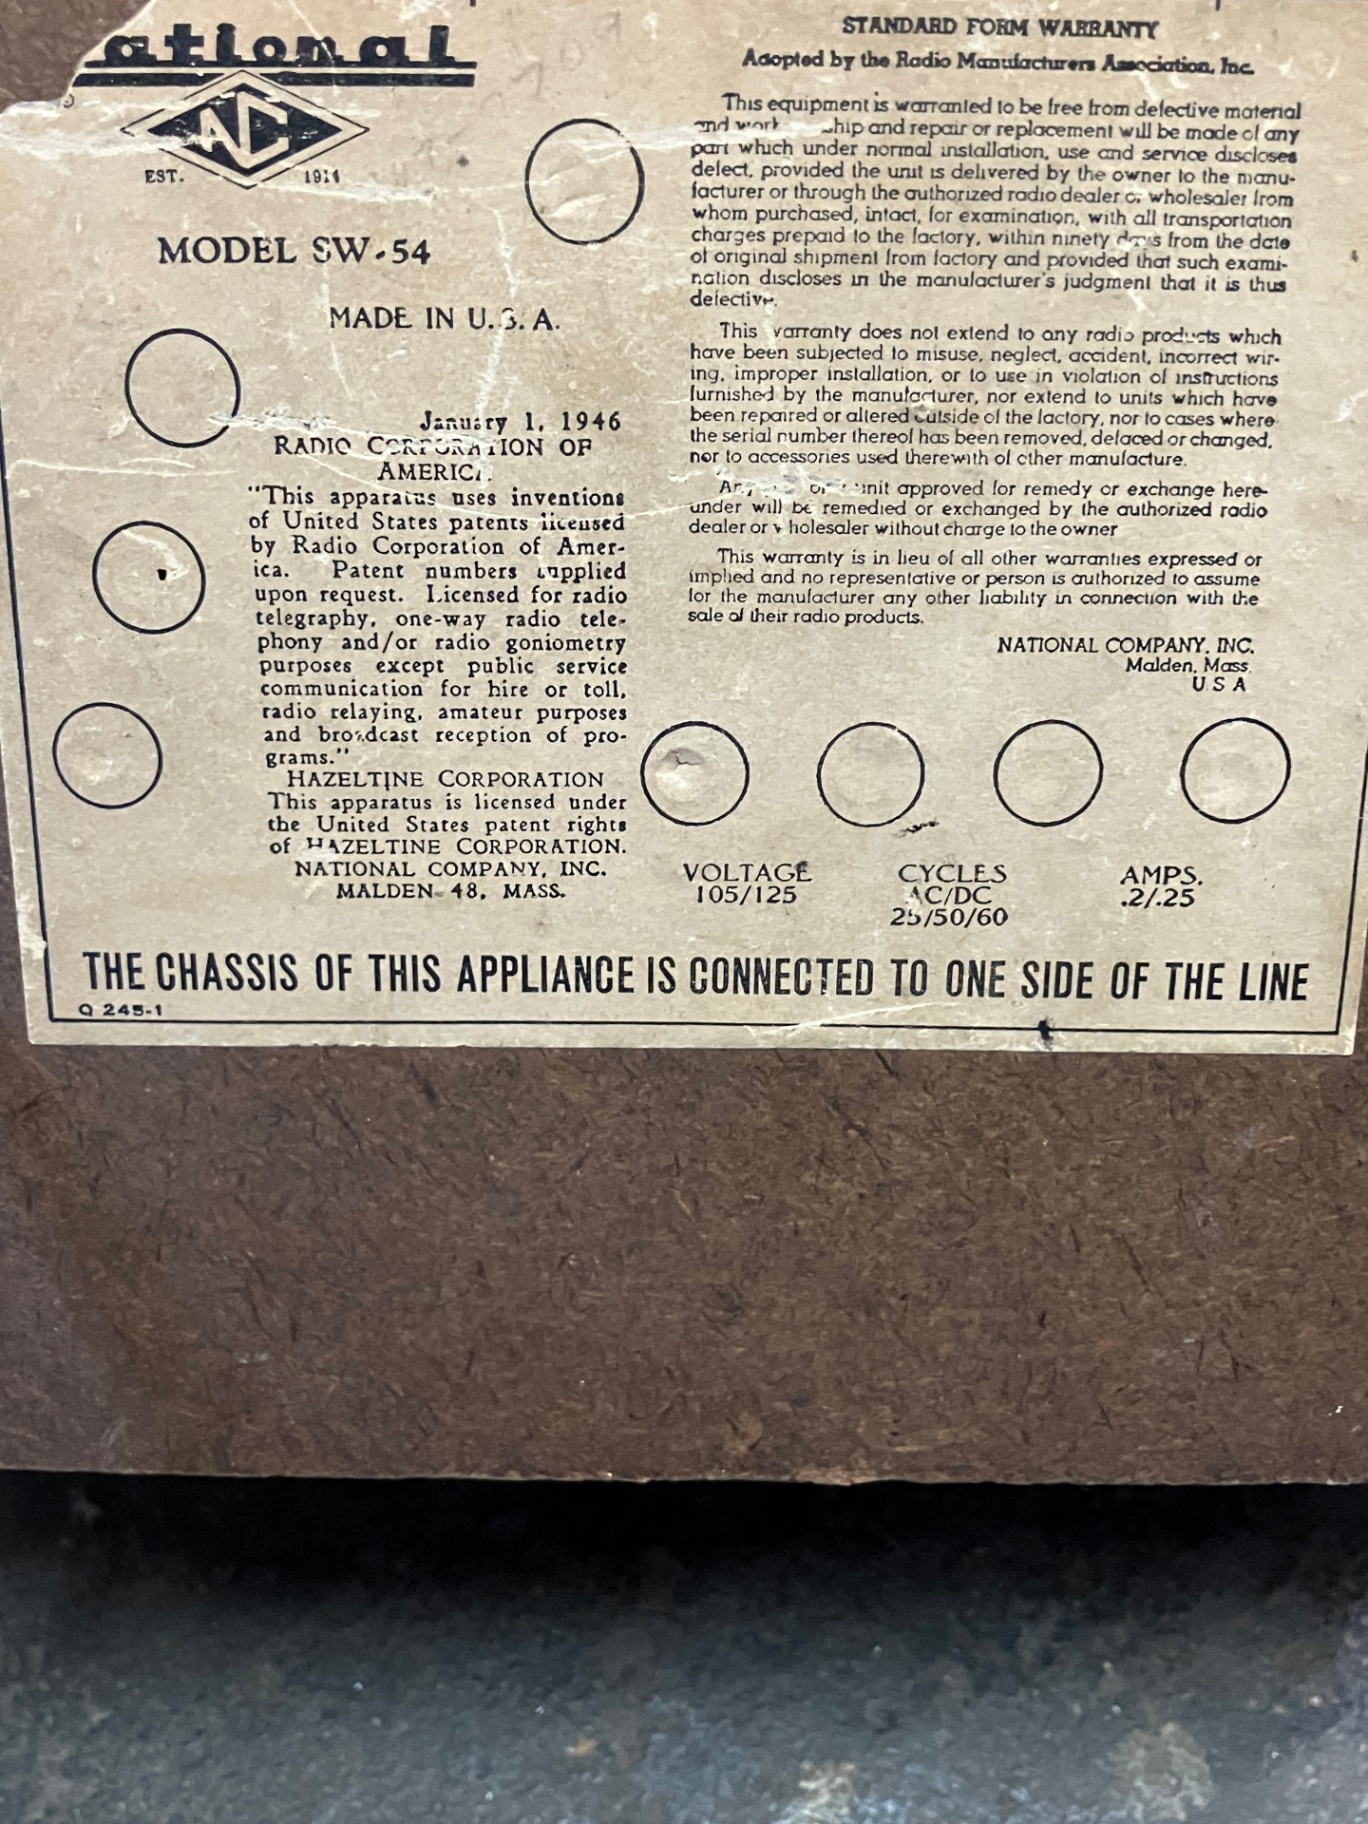 ational
AC
EST. 1914
MODEL SW-54
MADE IN U.S.A.
January 1, 1946
RADIO CORPORATION OF
AMERICA
"This apparatus uses inventions
of United States patents licensed
by Radio Corporation of Amer-
ica. Patent numbers supplied
upon request. Licensed for radio
telegraphy, one-way radio tele-
phony and/or radio goniometry
purposes except public service
communication for hire or toll,
radio relaying, amateur purposes
and broadcast reception of pro-
grams."
HAZELTINE CORPORATION
This apparatus is licensed under
the United States patent rights
of HAZELTINE CORPORATION.
NATIONAL COMPANY, INC.
MALDEN 48, MASS.
STANDARD FORM WARRANTY
Adopted by the Radio Manufacturers Association, Inc.
This equipment is warranted to be free from defective material
and workship and repair or replacement will be made of any
part which under normal installation, use and service discloses
defect, provided the unit is delivered by the owner to the manu-
facturer or through the authorized radio dealer or wholesaler from
whom purchased, intact, for examination, with all transportation
charges prepaid to the factory, within ninety days from the date
of original shipment from factory and provided that such exami-
nation discloses in the manufacturer's judgment that it is thus
defective.
This warranty does not extend to any radio products which
have been subjected to misuse, neglect, accident, incorrect wir-
ing, improper installation, or to use in violation of instructions
furnished by the manufacturer, nor extend to units which have
been repaired or altered outside of the factory, nor to cases where
the serial number thereof has been removed, defaced or changed,
nor to accessories used therewith of other manufacture.
Any unit approved for remedy or exchange here-
under will be remedied or exchanged by the authorized radio
dealer or wholesaler without charge to the owner
This warranty is in lieu of all other warranties expressed or
implied and no representative or person is authorized to assume
for the manufacturer any other liability in connection with the
sale of their radio products.
NATIONAL COMPANY, INC.
Malden, Mass.
U S A
VOLTAGE
105/125
CYCLES
AC/DC
25/50/60
AMPS.
.2/.25
THE CHASSIS OF THIS APPLIANCE IS CONNECTED TO ONE SIDE OF THE LINE
Q 245-1